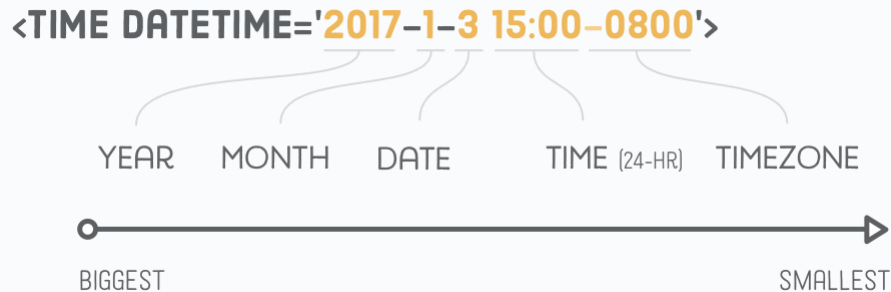 <TIME DATETIME='2017-1-3 15:00-0800'>
YEAR MONTH DATE TIME (24-HR) TIMEZONE
BIGGEST SMALLEST